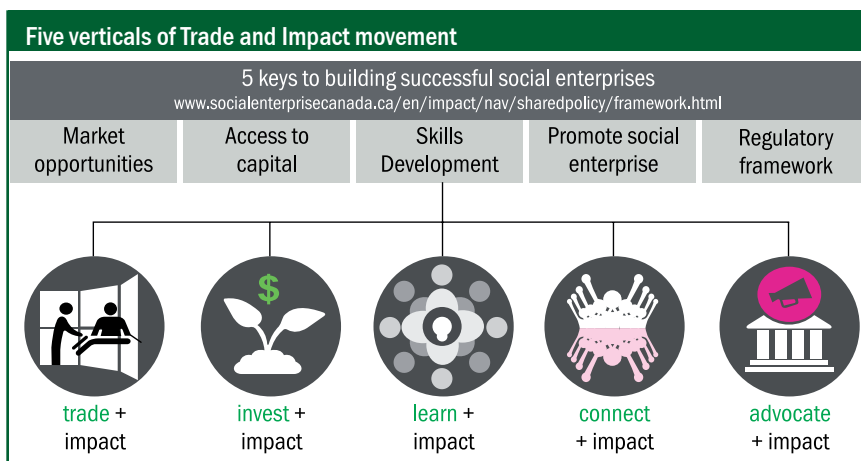 Five verticals of Trade and Impact movement
5 keys to building successful social enterprises
www.socialenterprisecanada.ca/en/impact/nav/sharedpolicy/framework.html
Market
opportunities
Access to
capital
Skills
Development
Promote social
enterprise
Regulatory
framework
$
trade +
impact
invest +
impact
learn +
impact
connect
+ impact
advocate
+ impact